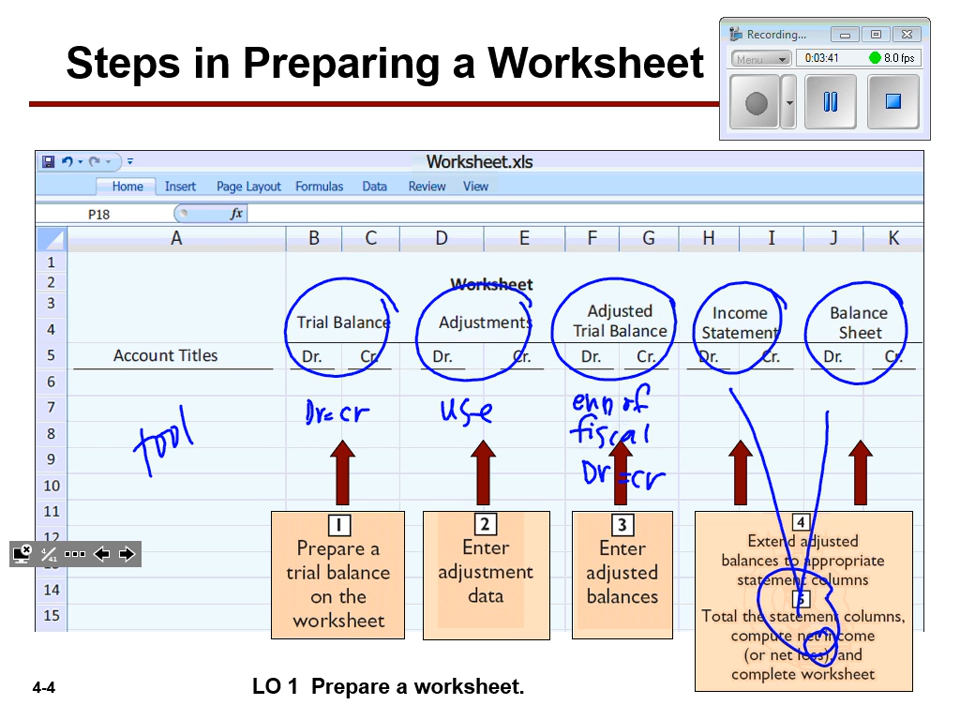 Steps in Preparing a Worksheet
Recording...
Menu
0:03:41
8.0 fps
Worksheet.xls
Home Insert Page Layout Formulas Data Review View
P18 fx
A B C D E F G H I J K
1
2 Worksheet
3
4
Trial Balance
Adjustments
Adjusted
Trial Balance
Income
Statement
Balance
Sheet
5 Account Titles Dr. Cr. Dr. Cr. Dr. Cr. Dr. Cr. Dr. Cr.
6
7
8
9
10
11
12
14
15
tool
Dr=cr
use
end of
fiscal
Dr=cr
1
Prepare a
trial balance
on the
worksheet
2
Enter
adjustment
data
3
Enter
adjusted
balances
4
Extend adjusted
balances to appropriate
statement columns
5
Total the statement columns,
compute net income
(or net loss), and
complete worksheet
4/41
4-4
LO 1 Prepare a worksheet.